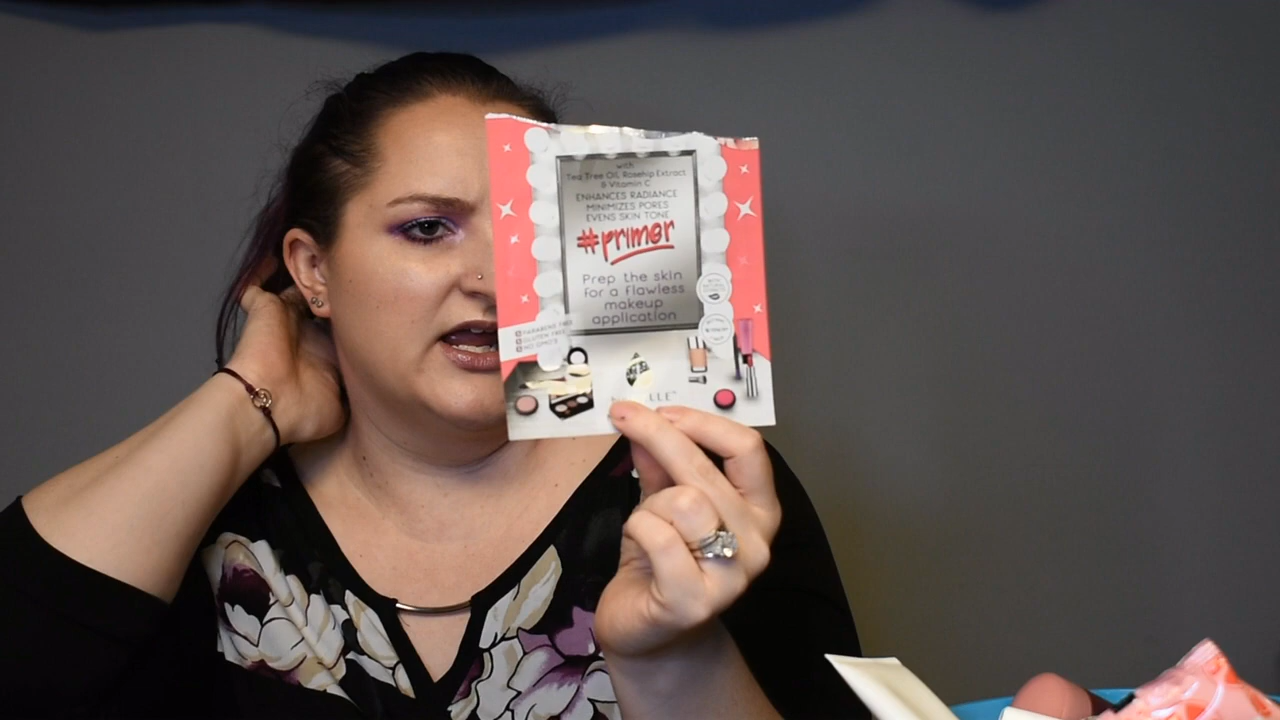 with
Tea Tree Oil, Rosehip Extract
& Vitamin C
ENHANCES RADIANCE
MINIMIZES PORES
EVENS SKIN TONE
#primer
Prep the skin
for a flawless
makeup
application
PARABENS FREE
GLUTEN FREE
NO GMO'S